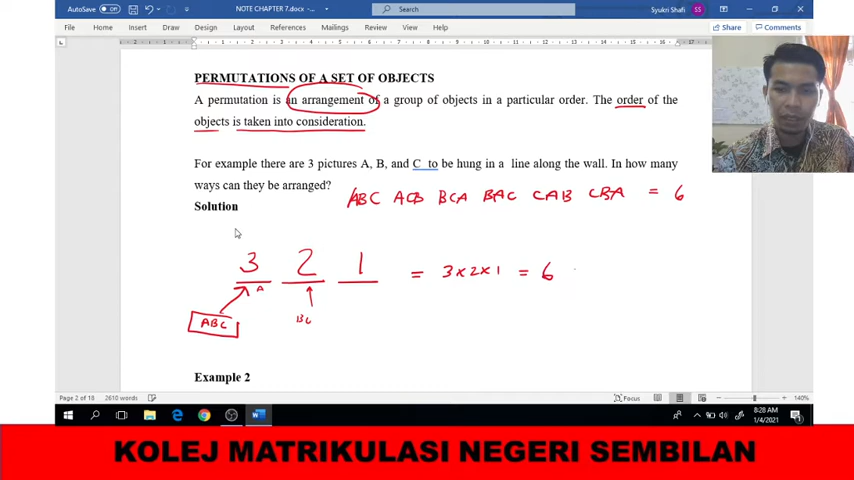 AutoSave Off
NOTE CHAPTER 7.docx -...
Search
Syukri Shafi
SS
File Home Insert Draw Design Layout References Mailings Review View Help
Share Comments
PERMUTATIONS OF A SET OF OBJECTS
A permutation is an arrangement of a group of objects in a particular order. The order of the
objects is taken into consideration.
For example there are 3 pictures A, B, and C to be hung in a line along the wall. In how many
ways can they be arranged?
ABC ACB BCA BAC CAB CBA = 6
Solution
3 2 1 = 3×2×1 = 6
A
ABC
BC
Example 2
Page 2 of 18 2610 words
Focus
140%
8:28 AM
1/4/2021
KOLEJ MATRIKULASI NEGERI SEMBILAN